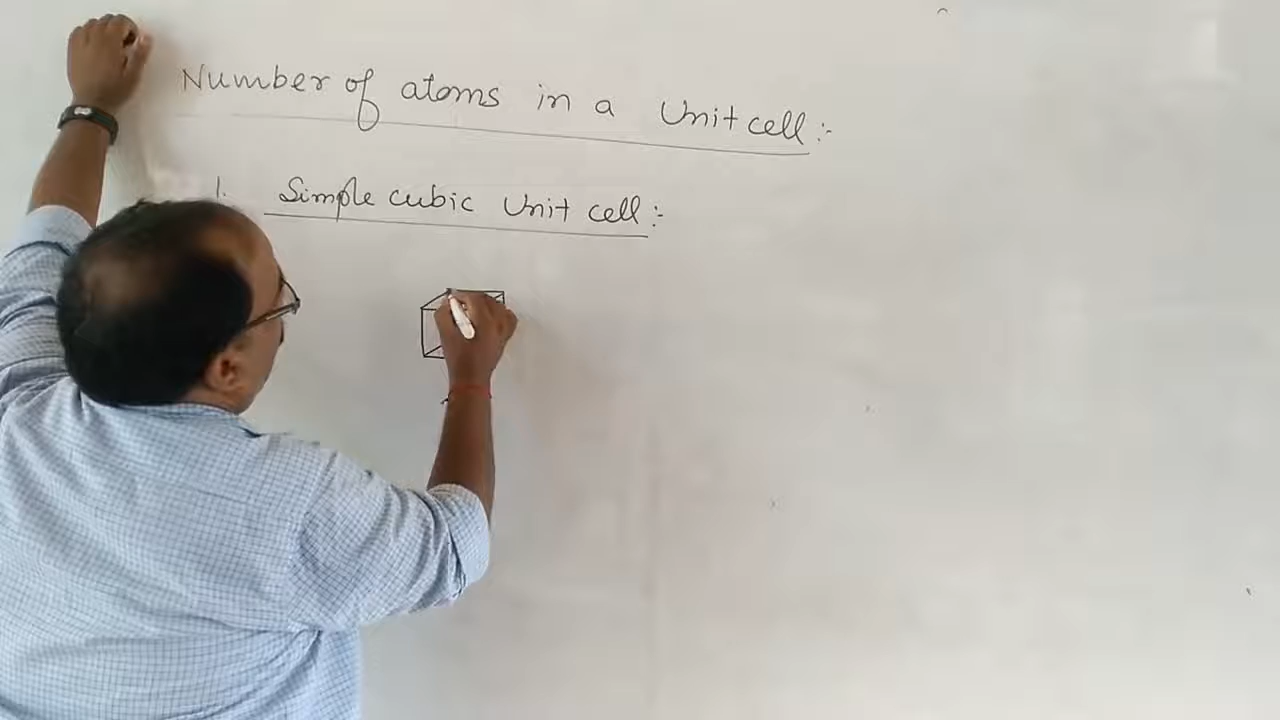 Number of atoms in a Unit cell :-
1. Simple cubic Unit cell :-